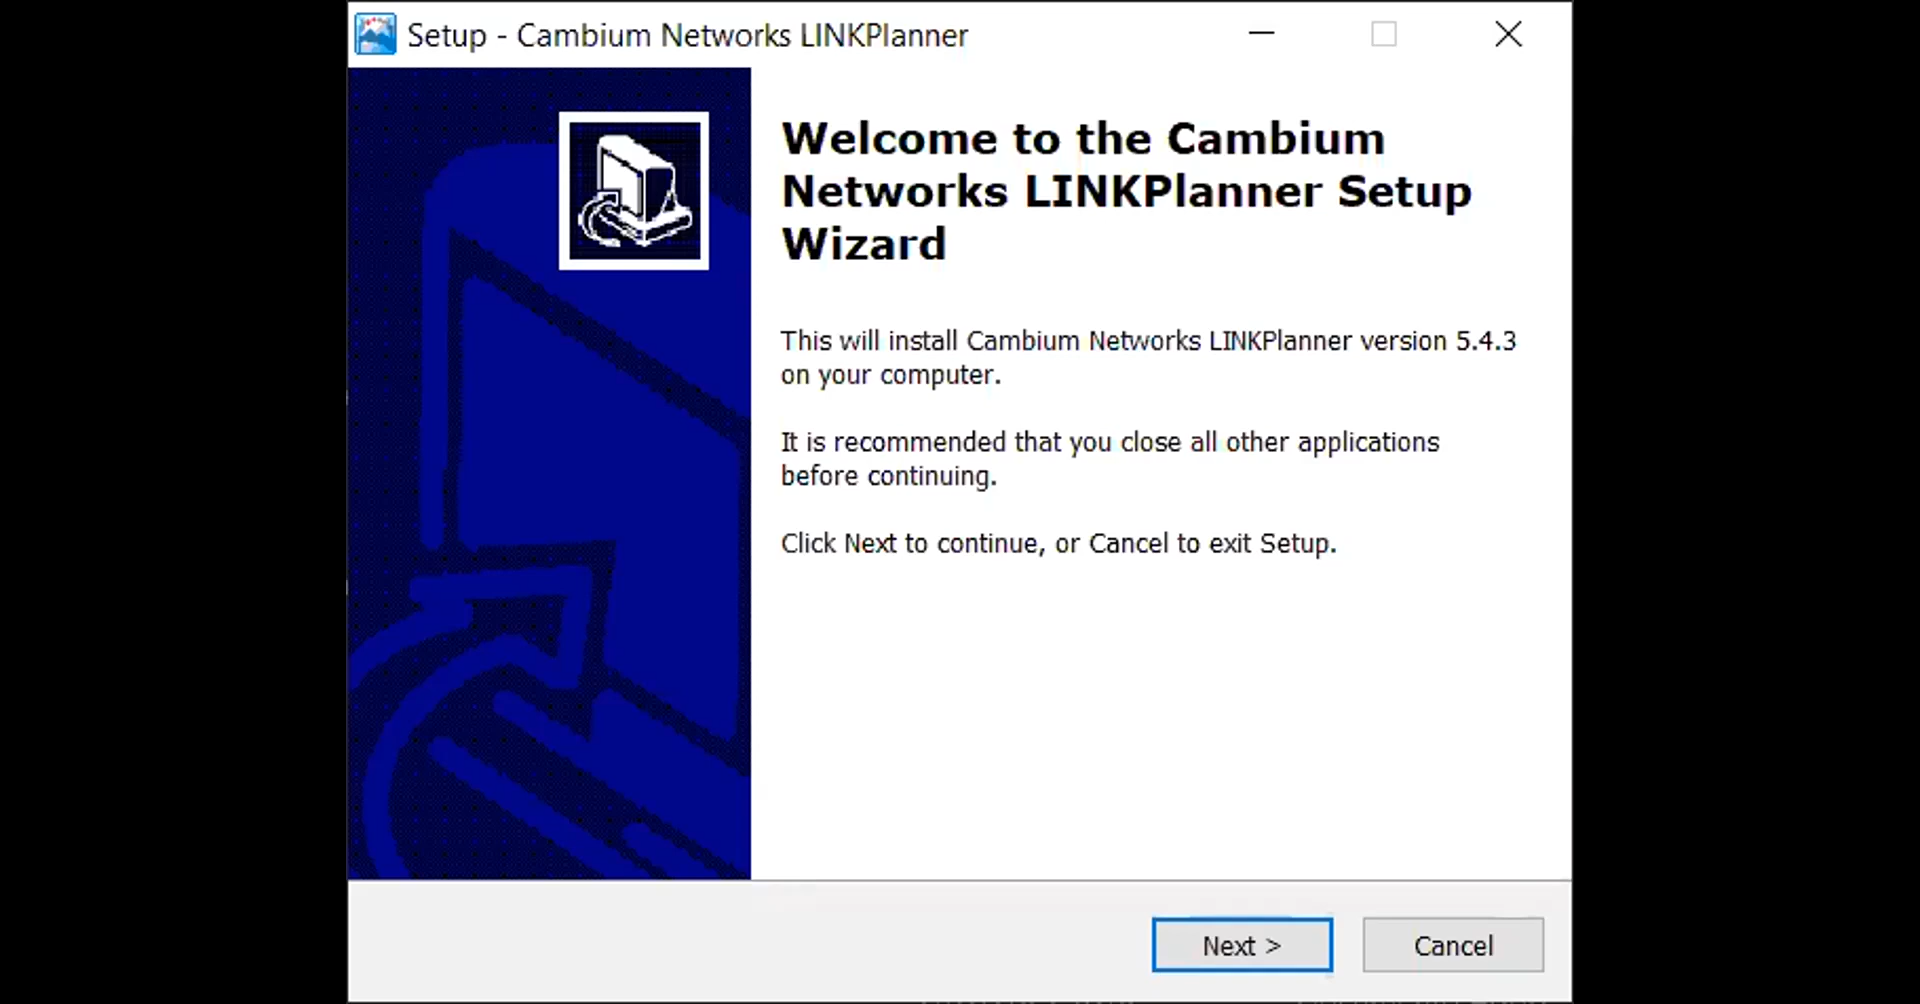 Setup - Cambium Networks LINKPlanner
Welcome to the Cambium
Networks LINKPlanner Setup
Wizard
This will install Cambium Networks LINKPlanner version 5.4.3
on your computer.
It is recommended that you close all other applications
before continuing.
Click Next to continue, or Cancel to exit Setup.
Next >
Cancel